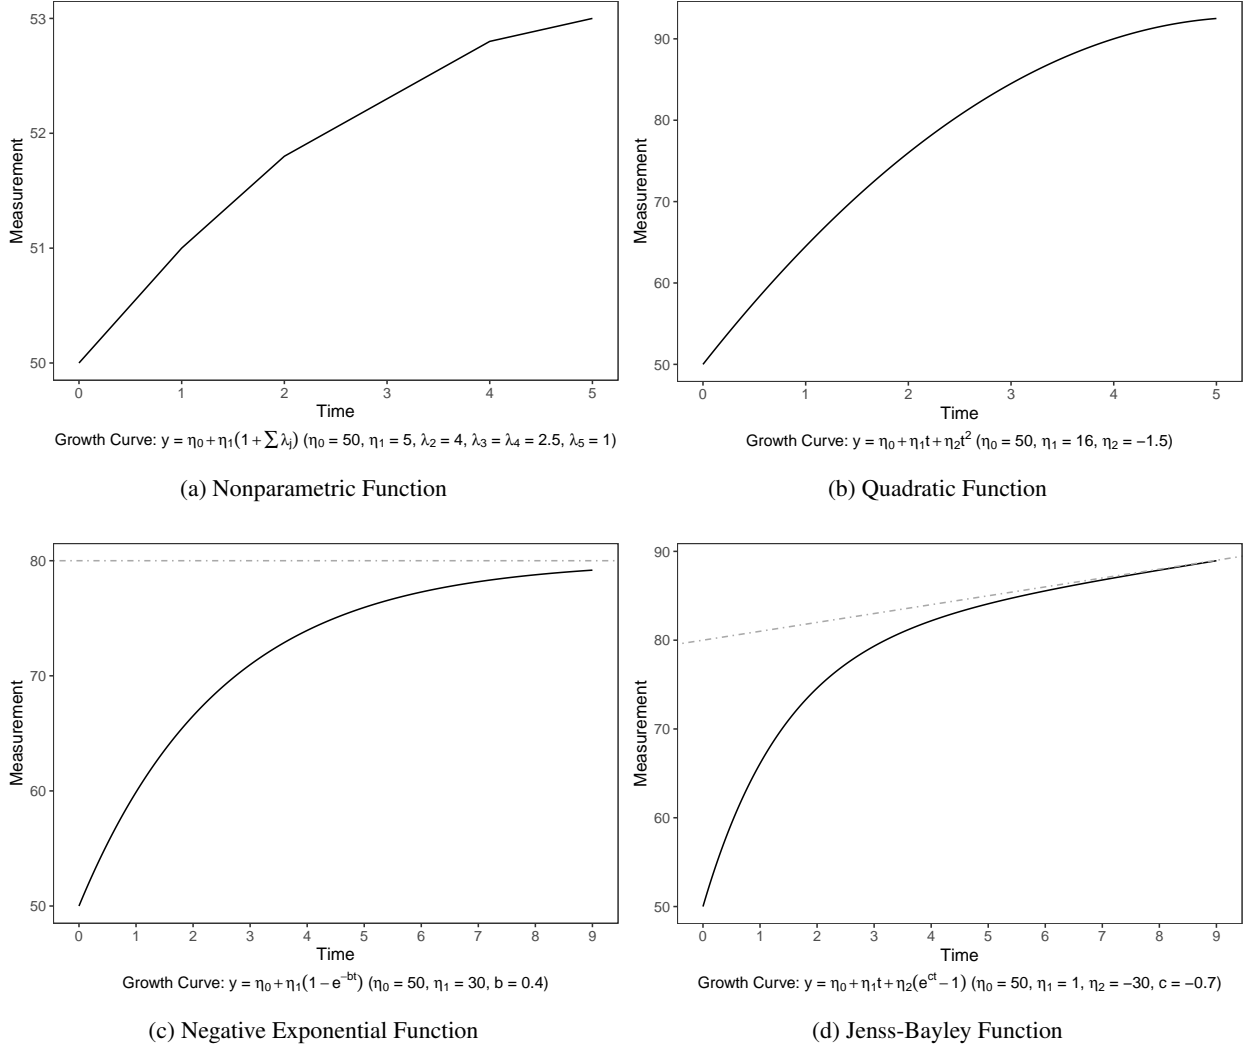 53
52
51
50
Measurement
0 1 2 3 4 5
Time
Growth Curve: y = η₀ + η₁(1 + ∑ λⱼ) (η₀ = 50, η₁ = 5, λ₂ = 4, λ₃ = λ₄ = 2.5, λ₅ = 1)
(a) Nonparametric Function
90
80
70
60
50
Measurement
0 1 2 3 4 5
Time
Growth Curve: y = η₀ + η₁t + η₂t² (η₀ = 50, η₁ = 16, η₂ = −1.5)
(b) Quadratic Function
80
70
60
50
Measurement
0 1 2 3 4 5 6 7 8 9
Time
Growth Curve: y = η₀ + η₁(1 − e^−bt) (η₀ = 50, η₁ = 30, b = 0.4)
(c) Negative Exponential Function
90
80
70
60
50
Measurement
0 1 2 3 4 5 6 7 8 9
Time
Growth Curve: y = η₀ + η₁t + η₂(e^ct − 1) (η₀ = 50, η₁ = 1, η₂ = −30, c = −0.7)
(d) Jenss-Bayley Function